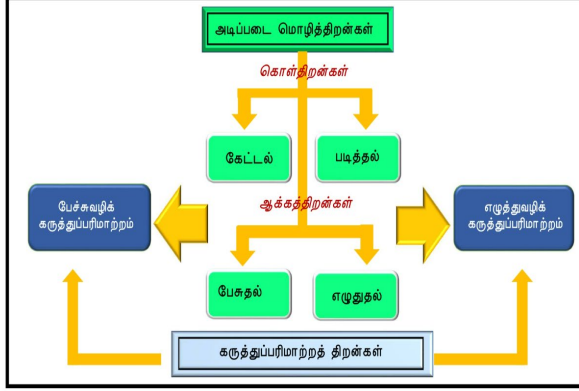 அடிப்படை மொழித்திறன்கள்
கொள்திறன்கள்
கேட்டல்
படித்தல்
பேச்சுவழிக்
கருத்துப்பரிமாற்றம்
ஆக்கத்திறன்கள்
எழுத்துவழிக்
கருத்துப்பரிமாற்றம்
பேசுதல்
எழுதுதல்
கருத்துப்பரிமாற்றத் திறன்கள்